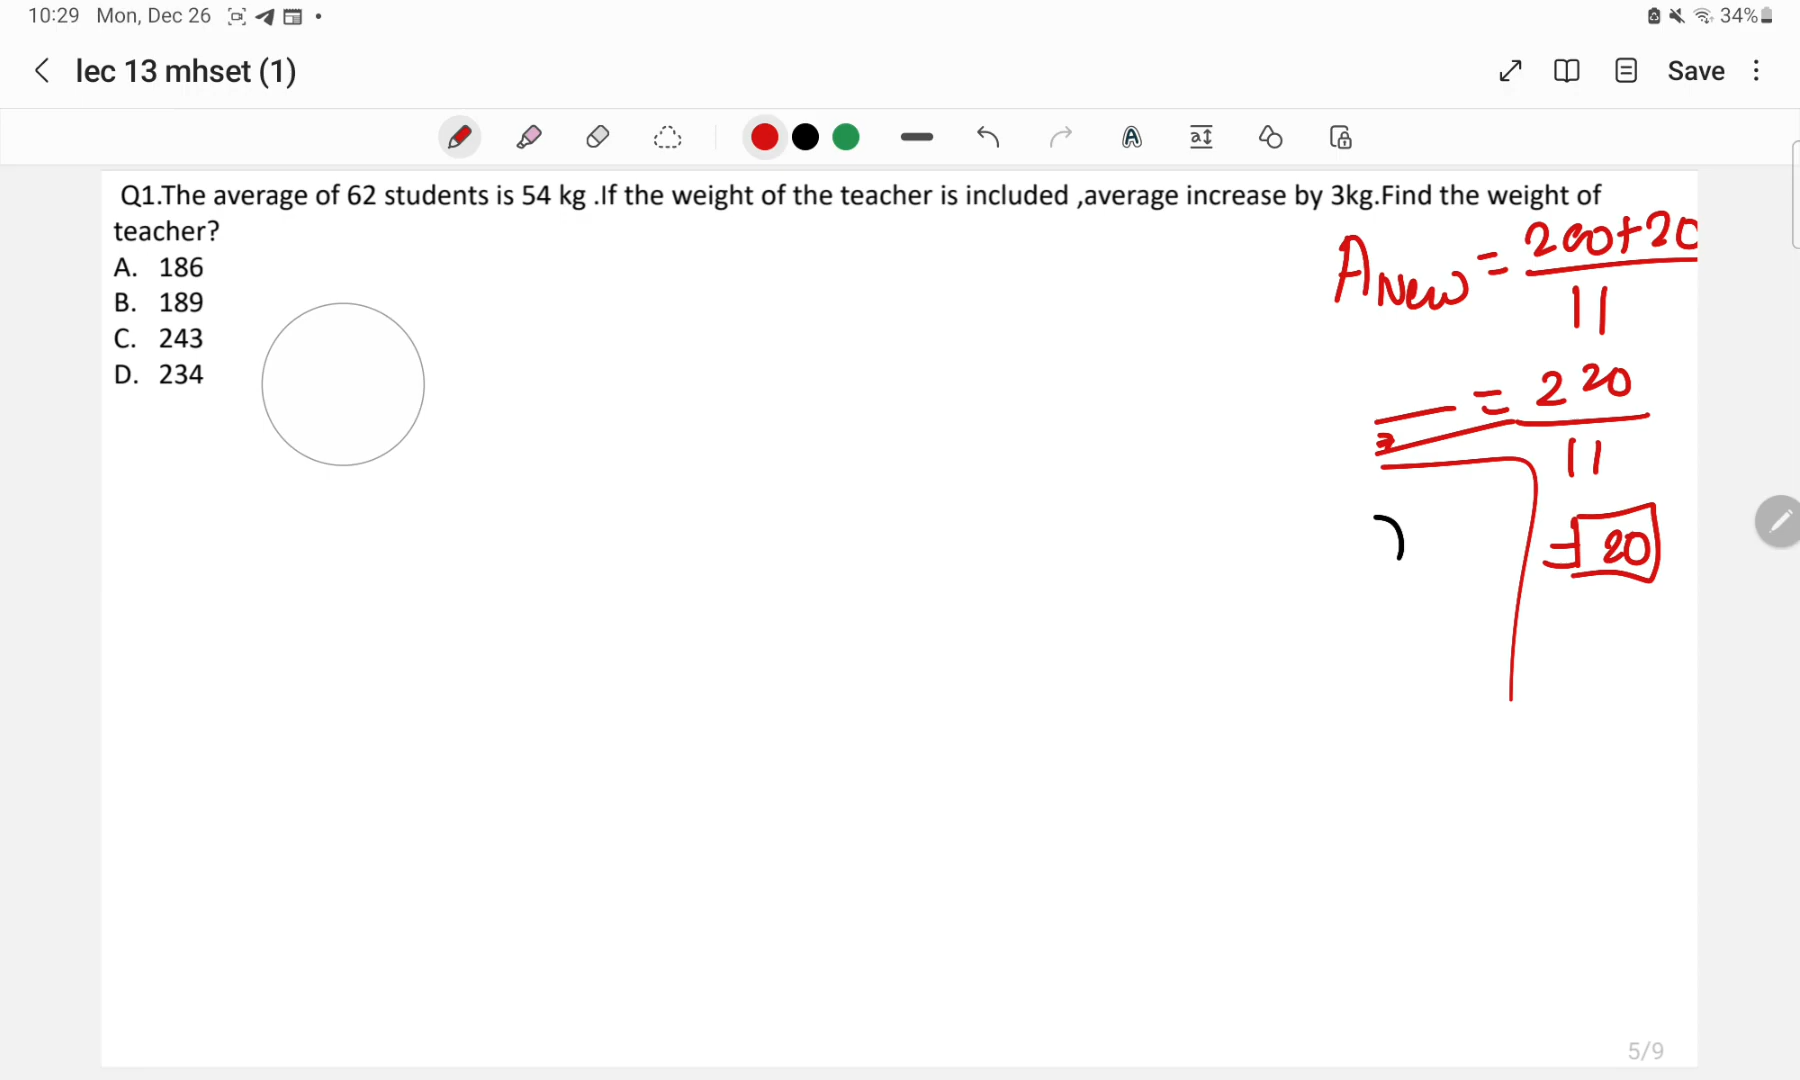 10:29 Mon, Dec 26
34%
lec 13 mhset (1)
Save
Q1.The average of 62 students is 54 kg .If the weight of the teacher is included ,average increase by 3kg.Find the weight of
teacher?
A. 186
B. 189
C. 243
D. 234
A New = 200+20
11
= 220
11
= 20
5/9